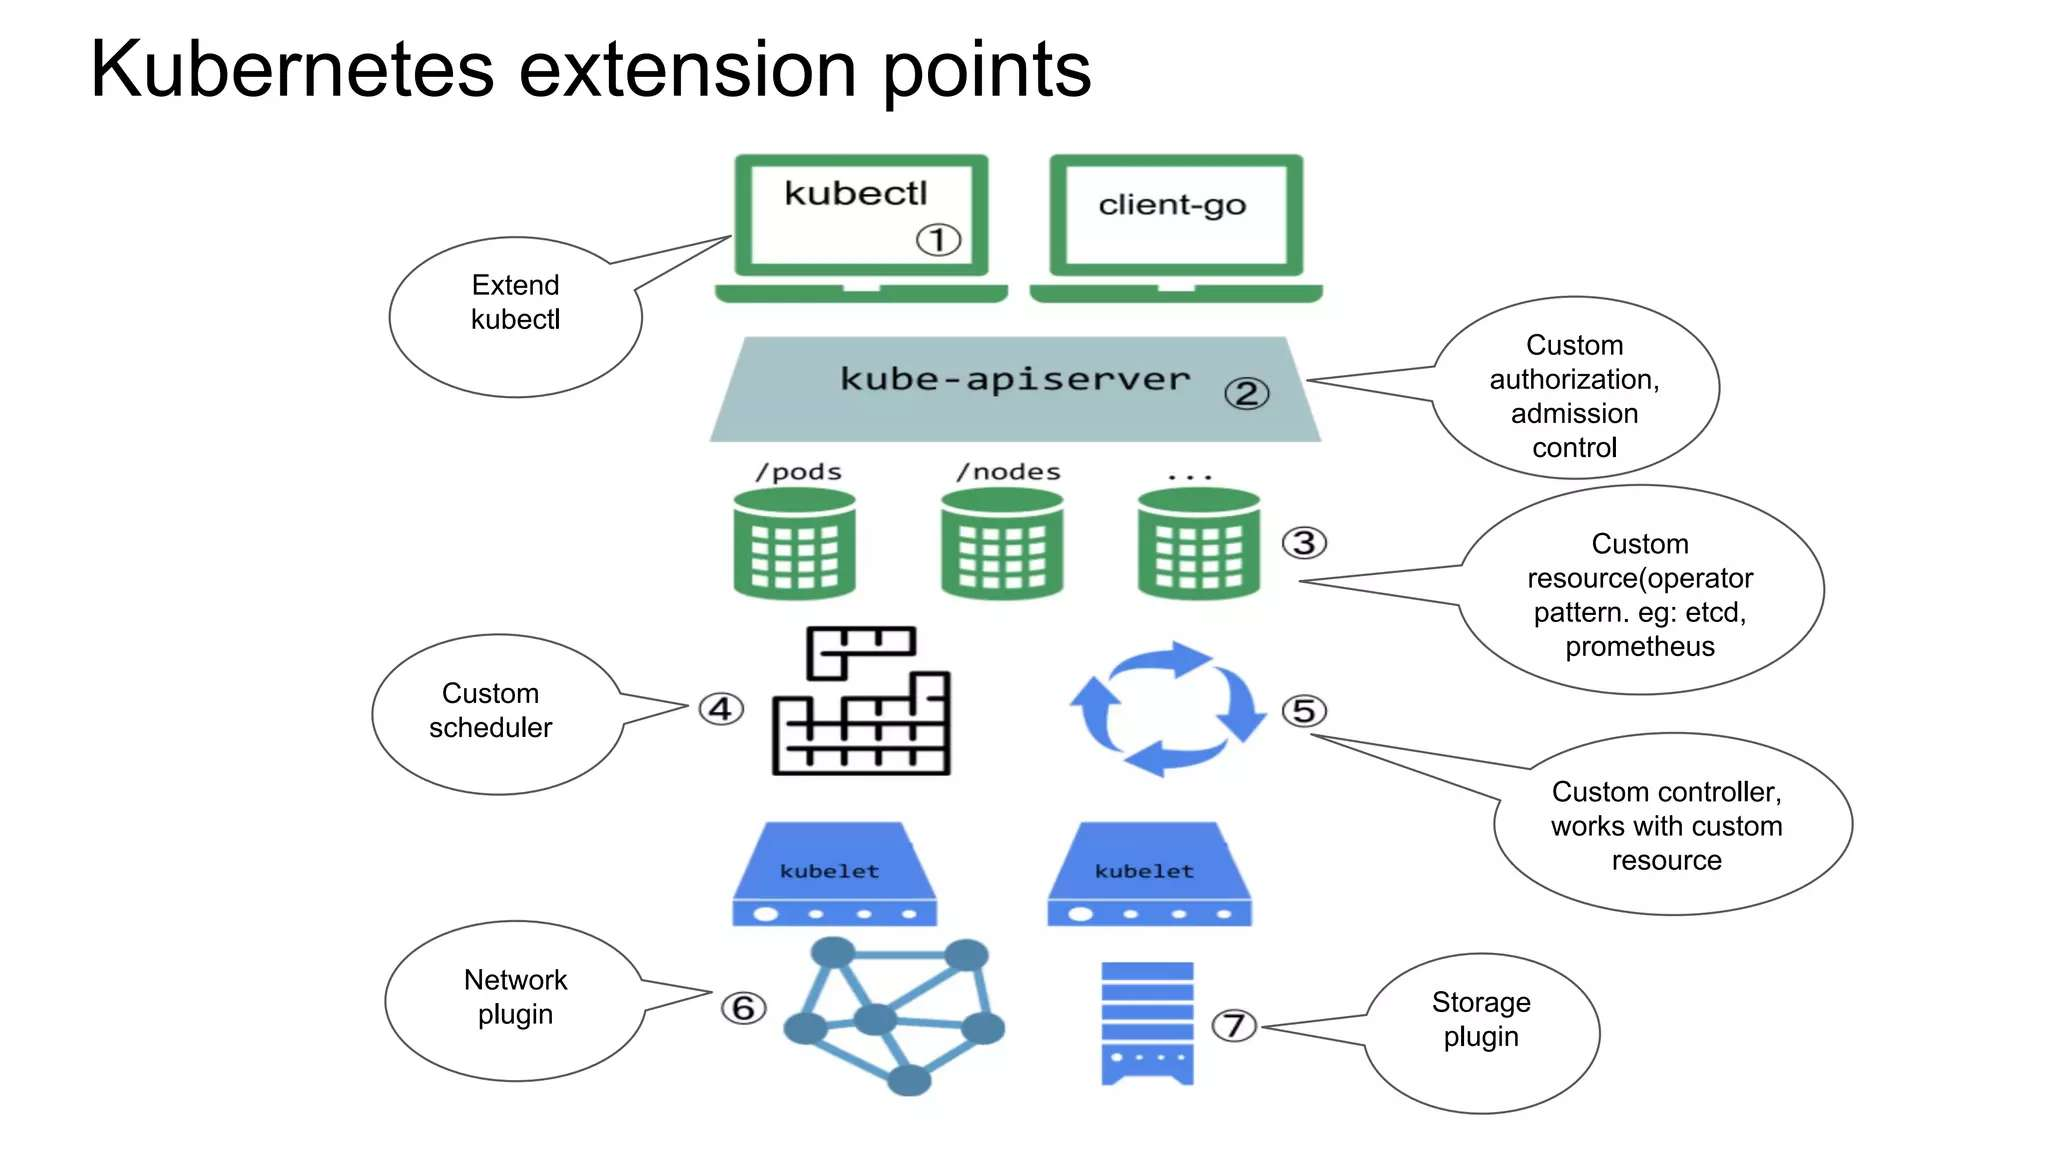 Kubernetes extension points
kubectl
①
client-go
Extend
kubectl
kube-apiserver ②
Custom
authorization,
admission
control
/pods
/nodes
...
③
Custom
resource(operator
pattern. eg: etcd,
prometheus
Custom
scheduler
④
⑤
Custom controller,
works with custom
resource
kubelet
kubelet
Network
plugin
⑥
⑦
Storage
plugin